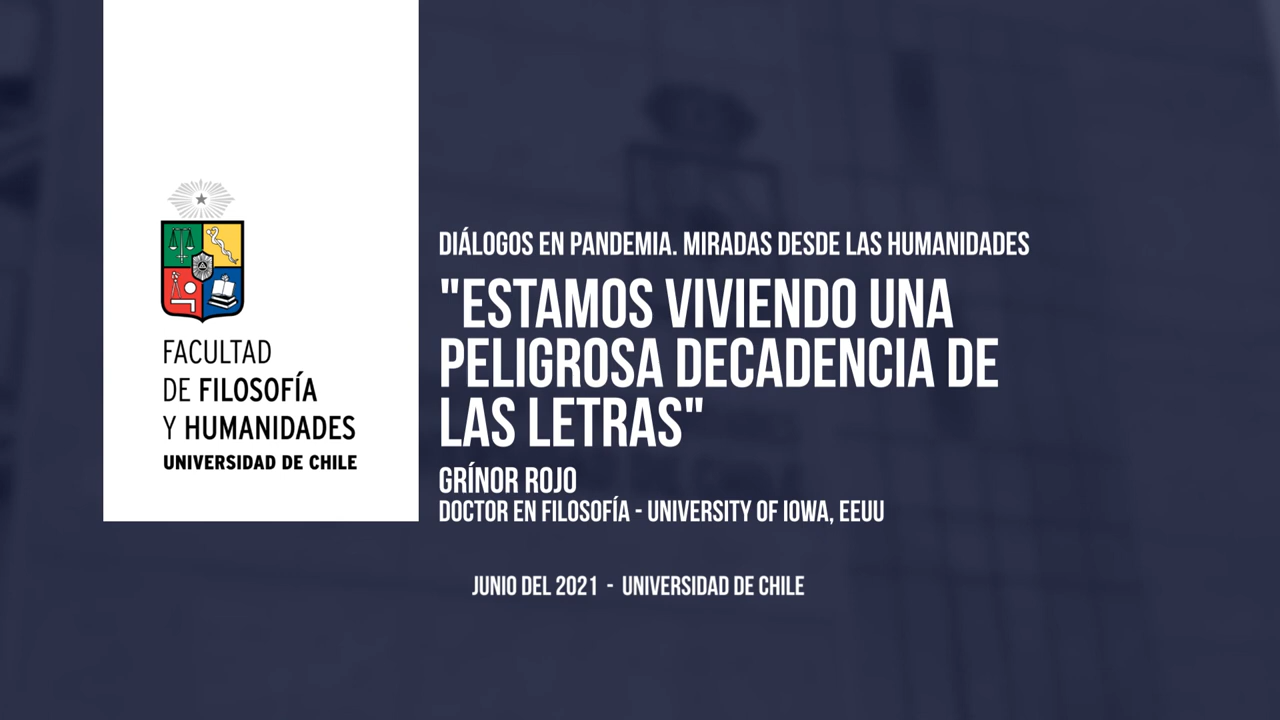 FACULTAD
DE FILOSOFÍA
Y HUMANIDADES
UNIVERSIDAD DE CHILE
DIÁLOGOS EN PANDEMIA. MIRADAS DESDE LAS HUMANIDADES
"ESTAMOS VIVIENDO UNA
PELIGROSA DECADENCIA DE
LAS LETRAS"
GRÍNOR ROJO
DOCTOR EN FILOSOFÍA - UNIVERSITY OF IOWA, EEUU
JUNIO DEL 2021 - UNIVERSIDAD DE CHILE